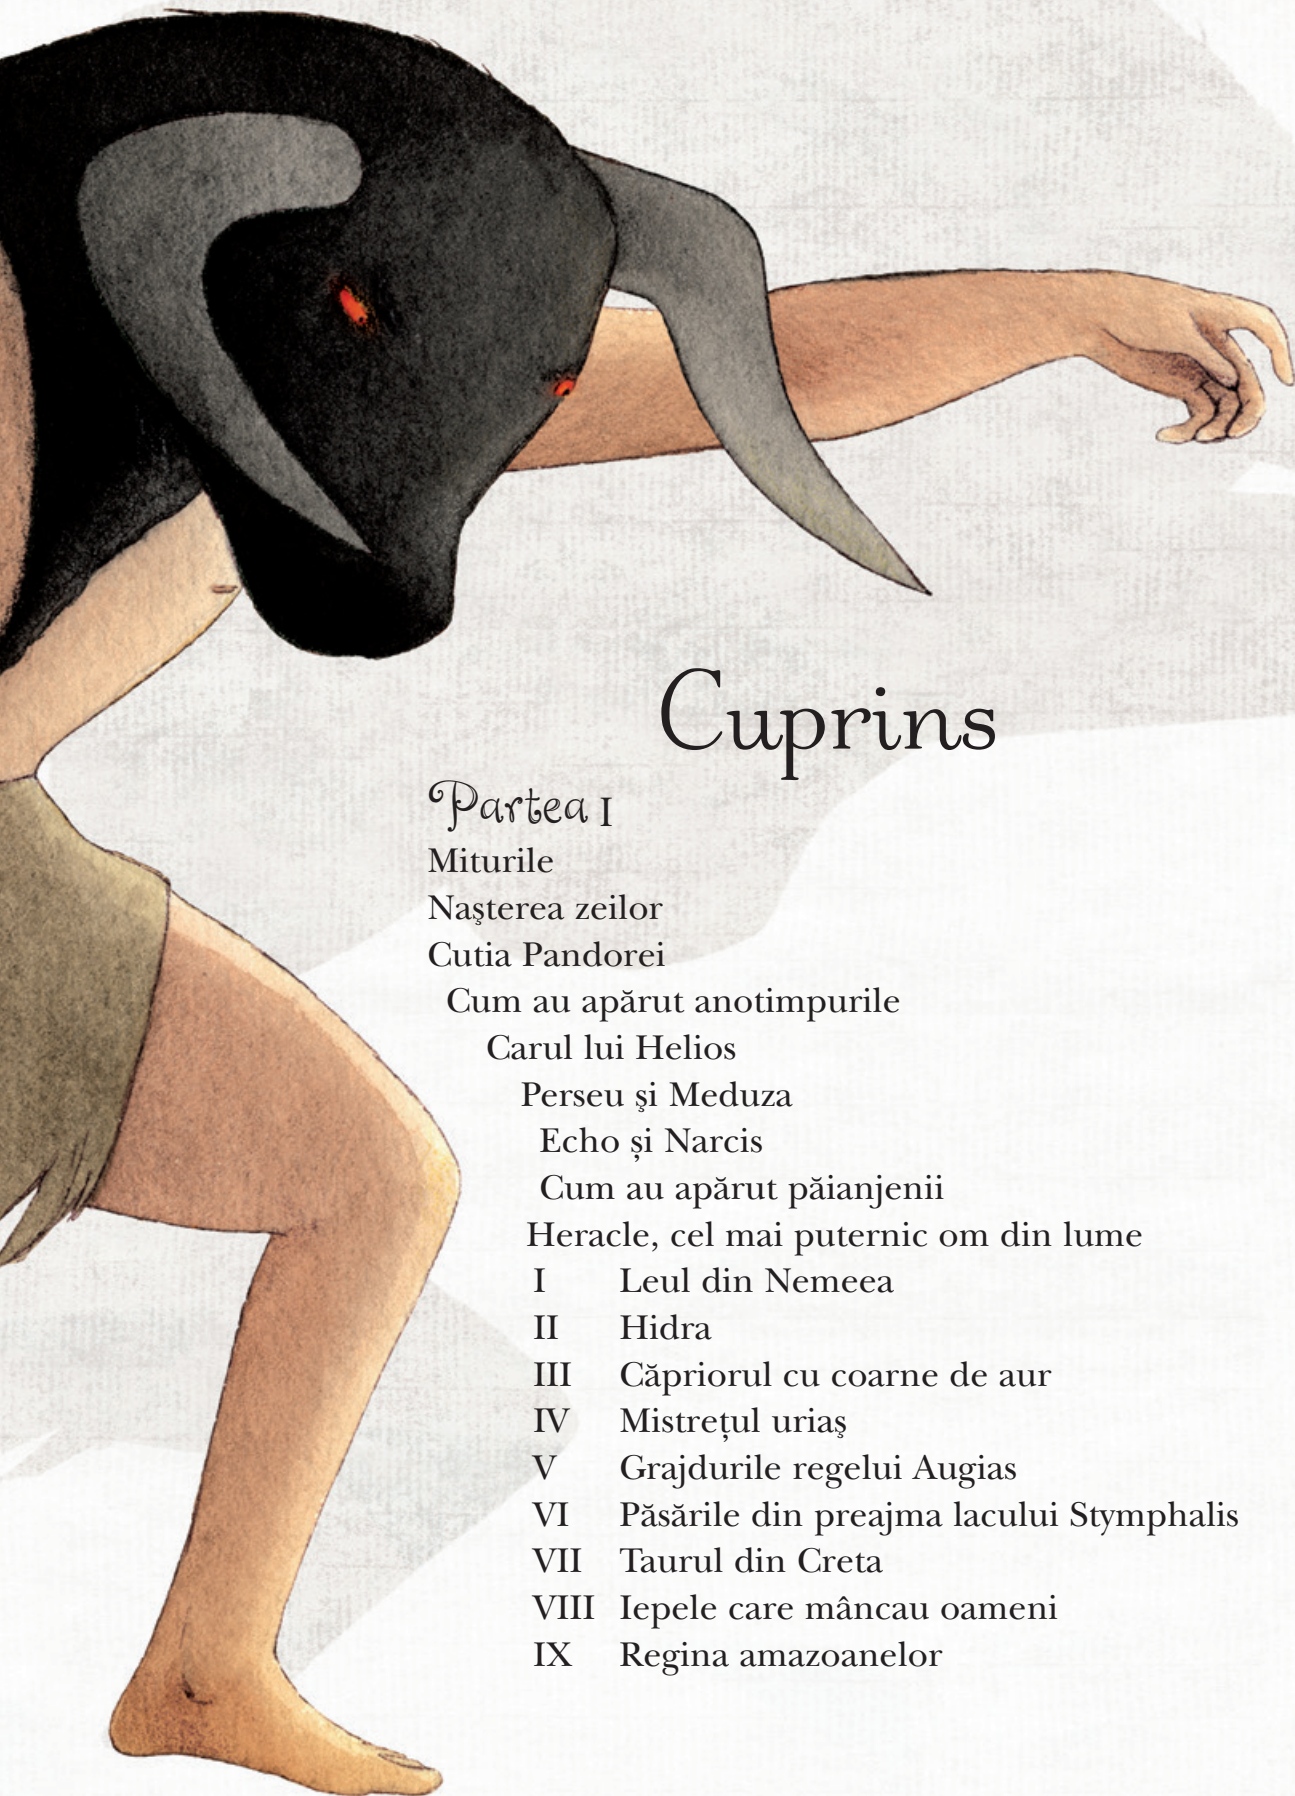 Cuprins
Partea I
Miturile
Naşterea zeilor
Cutia Pandorei
Cum au apărut anotimpurile
Carul lui Helios
Perseu şi Meduza
Echo și Narcis
Cum au apărut păianjenii
Heracle, cel mai puternic om din lume
I Leul din Nemeea
II Hidra
III Căpriorul cu coarne de aur
IV Mistrețul uriaş
V Grajdurile regelui Augias
VI Păsările din preajma lacului Stymphalis
VII Taurul din Creta
VIII Iepele care mâncau oameni
IX Regina amazoanelor